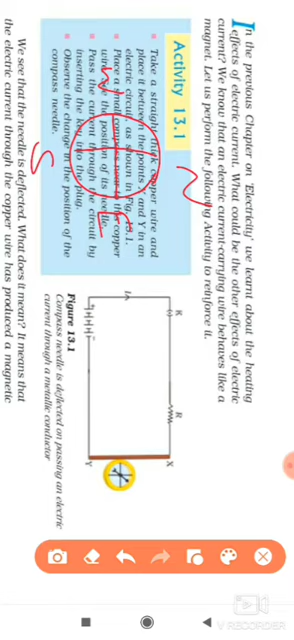 In the previous Chapter on 'Electricity' we learnt about the heating
effects of electric current. What could be the other effects of electric
current? We know that an electric current-carrying wire behaves like a
magnet. Let us perform the following Activity to reinforce it.
Activity 13.1
Take a straight thick copper wire and
place it between the points X and Y in an
electric circuit, as shown in Fig. 13.1.
Place a small compass near to this copper
wire. See the position of its needle.
Pass the current through the circuit by
inserting the key into the plug.
Observe the change in the position of the
compass needle.
K
R
X
Y
Figure 13.1
Compass needle is deflected on passing an electric
current through a metallic conductor
We see that the needle is deflected. What does it mean? It means that
the electric current through the copper wire has produced a magnetic
V RECORDER